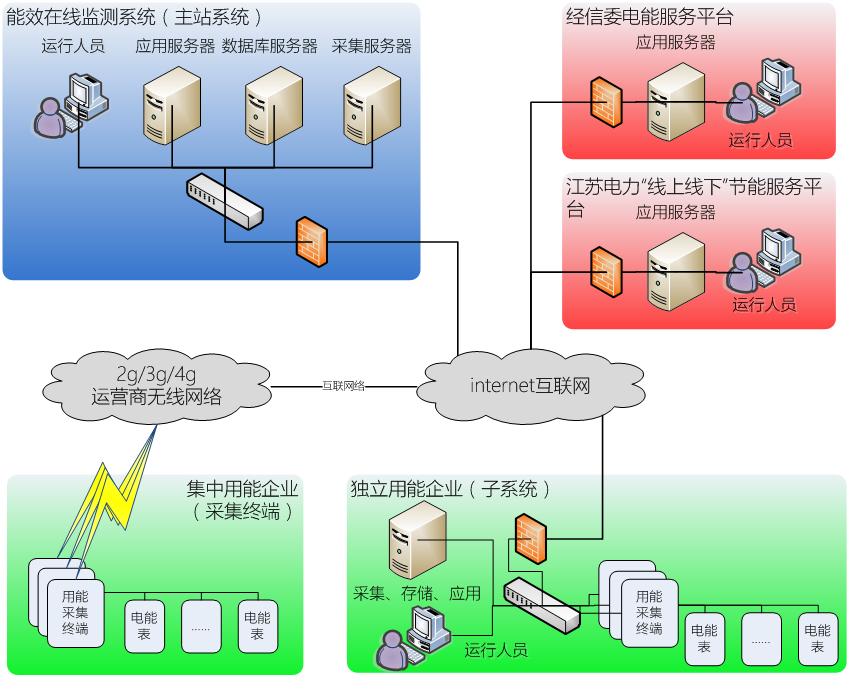 能效在线监测系统（主站系统）
运行人员
应用服务器
数据库服务器
采集服务器
经信委电能服务平台
应用服务器
运行人员
江苏电力“线上线下”节能服务平
台
应用服务器
运行人员
2g/3g/4g
运营商无线网络
互联网络
internet互联网
集中用能企业
（采集终端）
用能
采集
终端
电能
表
......
电能
表
独立用能企业（子系统）
采集、存储、应用
运行人员
用能
采集
终端
电能
表
......
电能
表